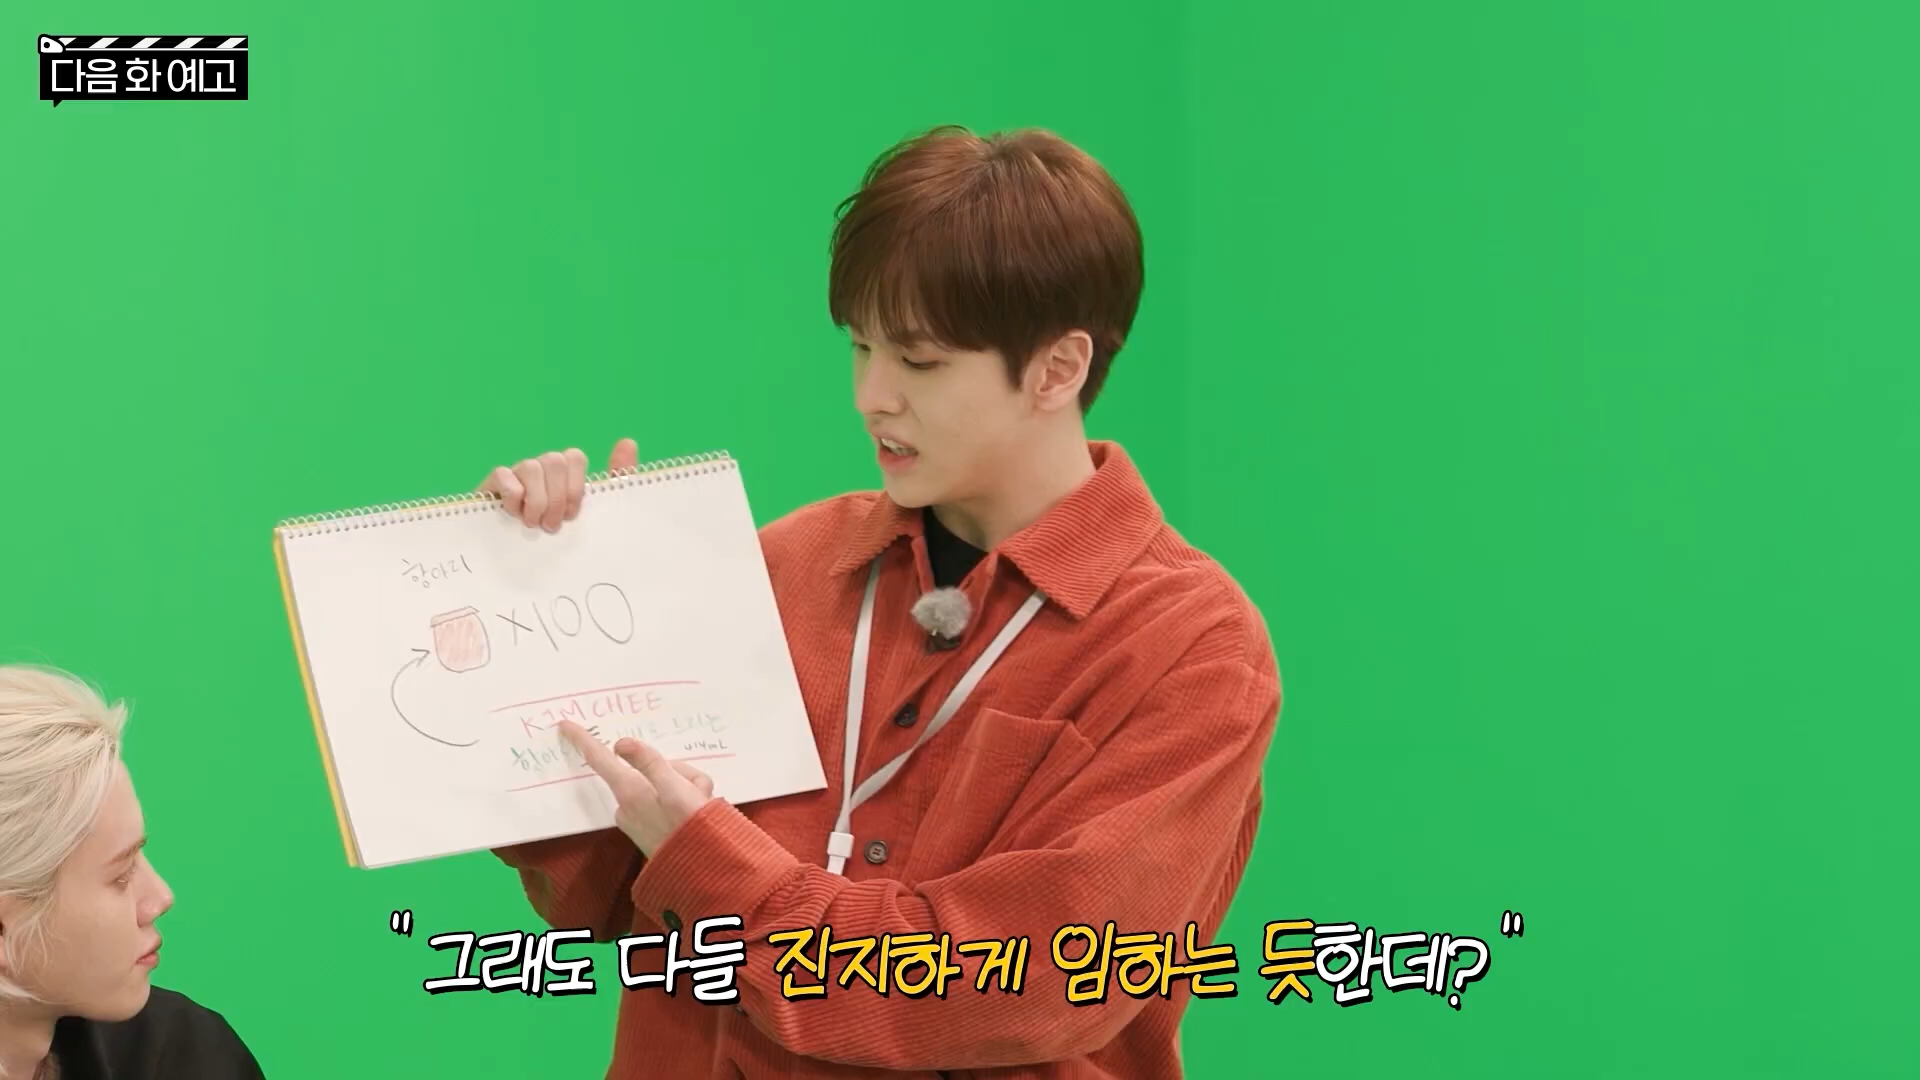 다음 화 예고
항아리
×100
KIMCHEE
414mL
"그래도 다들 진지하게 임하는 듯한데?"